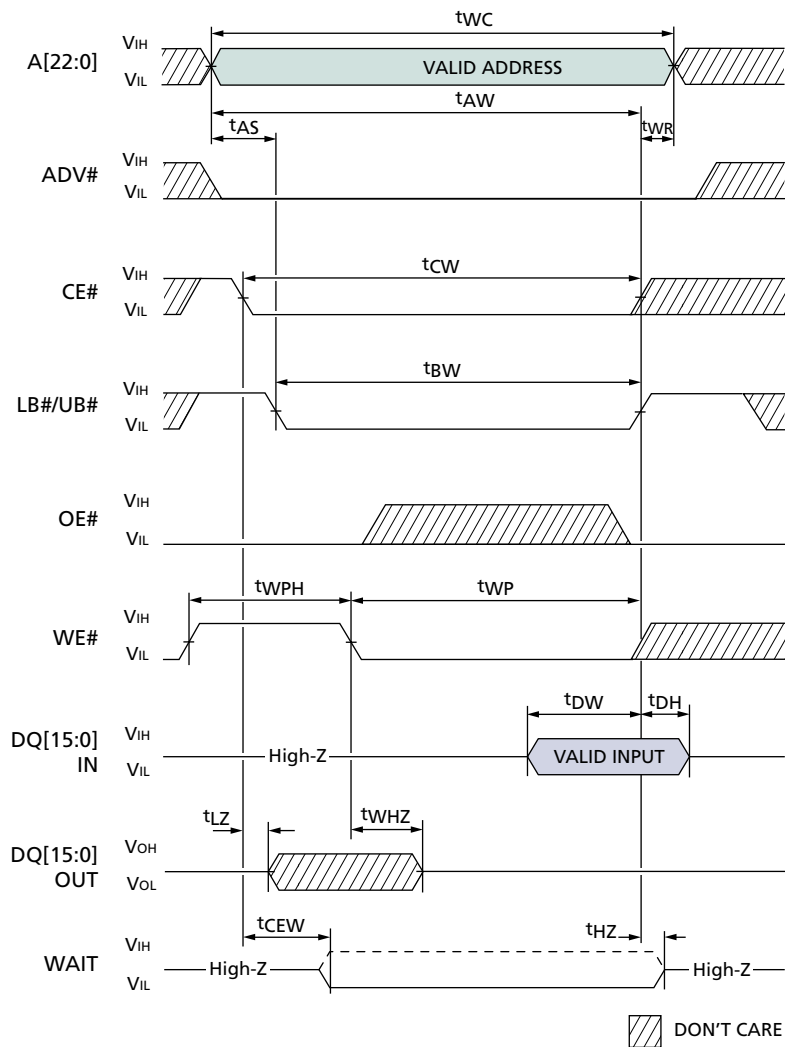 tWC
A[22:0] VIH VIL VALID ADDRESS
tAW
tAS tWR
ADV# VIH VIL
tCW
CE# VIH VIL
tBW
LB#/UB# VIH VIL
OE# VIH VIL
tWPH tWP
WE# VIH VIL
tDW tDH
DQ[15:0] IN VIH VIL High-Z VALID INPUT
tLZ tWHZ
DQ[15:0] OUT VOH VOL
tCEW tHZ
WAIT VIH VIL High-Z High-Z
DON'T CARE